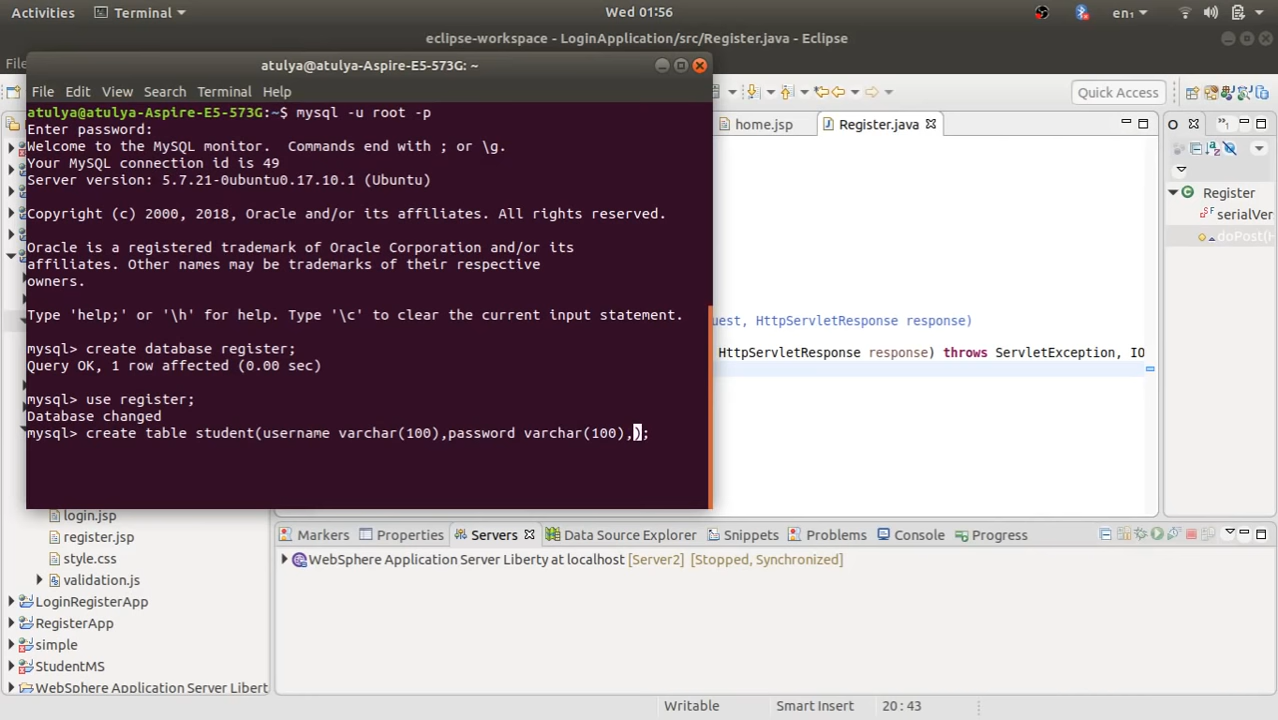 Activities Terminal Wed 01:56 en1
eclipse-workspace - LoginApplication/src/Register.java - Eclipse
File
atulya@atulya-Aspire-E5-573G: ~
File Edit View Search Terminal Help
Quick Access
atulya@atulya-Aspire-E5-573G:~$ mysql -u root -p
Enter password:
Welcome to the MySQL monitor.  Commands end with ; or \g.
Your MySQL connection id is 49
Server version: 5.7.21-0ubuntu0.17.10.1 (Ubuntu)
Copyright (c) 2000, 2018, Oracle and/or its affiliates. All rights reserved.
Oracle is a registered trademark of Oracle Corporation and/or its
affiliates. Other names may be trademarks of their respective
owners.
Type 'help;' or '\h' for help. Type '\c' to clear the current input statement.
mysql> create database register;
Query OK, 1 row affected (0.00 sec)
mysql> use register;
Database changed
mysql> create table student(username varchar(100),password varchar(100),);
home.jsp Register.java
uest, HttpServletResponse response)
HttpServletResponse response) throws ServletException, IO
O
Register
serialVer
doPost(H
login.jsp
register.jsp
style.css
validation.js
LoginRegisterApp
RegisterApp
simple
StudentMS
WebSphere Application Server Libert
Markers Properties Servers Data Source Explorer Snippets Problems Console Progress
WebSphere Application Server Liberty at localhost [Server2] [Stopped, Synchronized]
Writable Smart Insert 20 : 43